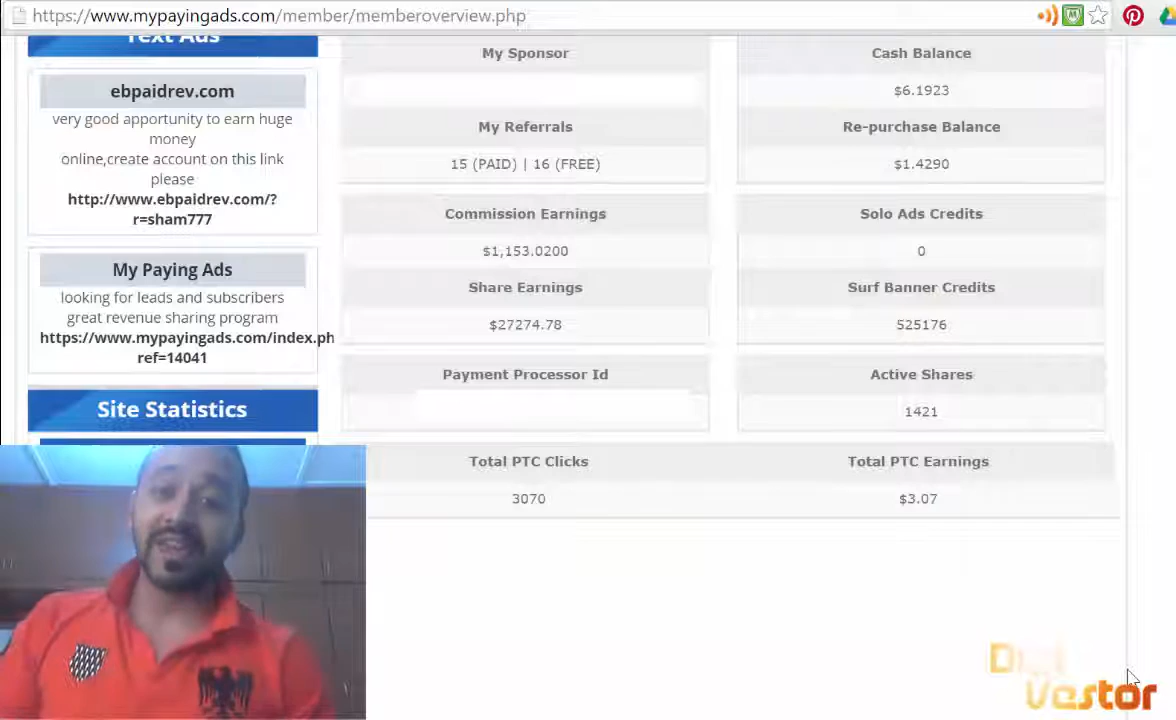 https://www.mypayingads.com/member/memberoverview.php
Text Ads
ebpaidrev.com
very good apportunity to earn huge
money
online,create account on this link
please
http://www.ebpaidrev.com/?
r=sham777
My Paying Ads
looking for leads and subscribers
great revenue sharing program
https://www.mypayingads.com/index.ph
ref=14041
Site Statistics
My Sponsor
Cash Balance
$6.1923
My Referrals
Re-purchase Balance
15 (PAID) | 16 (FREE)
$1.4290
Commission Earnings
Solo Ads Credits
$1,153.0200
0
Share Earnings
Surf Banner Credits
$27274.78
525176
Payment Processor Id
Active Shares
1421
Total PTC Clicks
Total PTC Earnings
3070
$3.07
Vestor